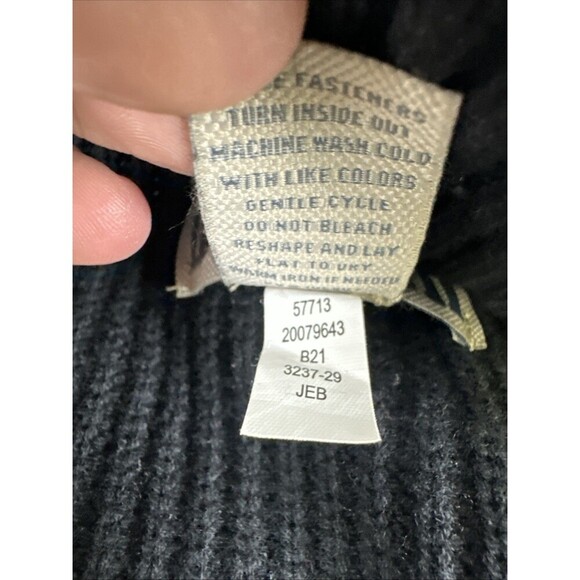 FASTENERS
TURN INSIDE OUT
MACHINE WASH COLD
WITH LIKE COLORS
GENTLE CYCLE
DO NOT BLEACH
RESHAPE AND LAY
FLAT TO DRY
WARM IRON IF NEEDED
57713
20079643
B21
3237-29
JEB